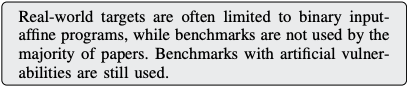 Real-world targets are often limited to binary input-
affine programs, while benchmarks are not used by the
majority of papers. Benchmarks with artificial vulner-
abilities are still used.